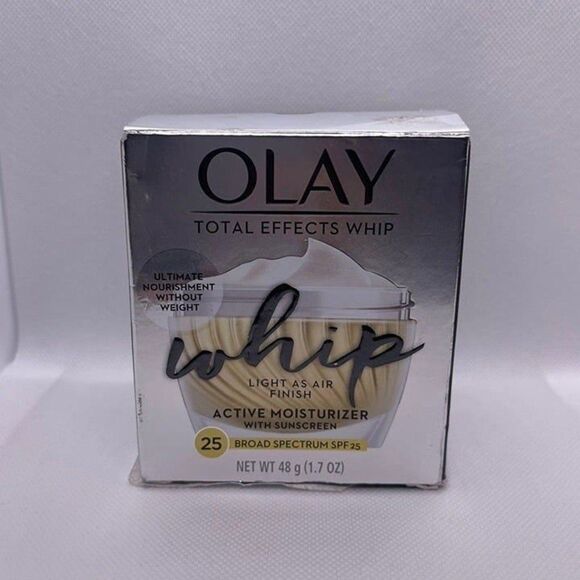 OLAY
TOTAL EFFECTS WHIP
ULTIMATE
NOURISHMENT
WITHOUT
WEIGHT
whip
LIGHT AS AIR
FINISH
ACTIVE MOISTURIZER
WITH SUNSCREEN
25 BROAD SPECTRUM SPF 25
NET WT 48 g (1.7 OZ)